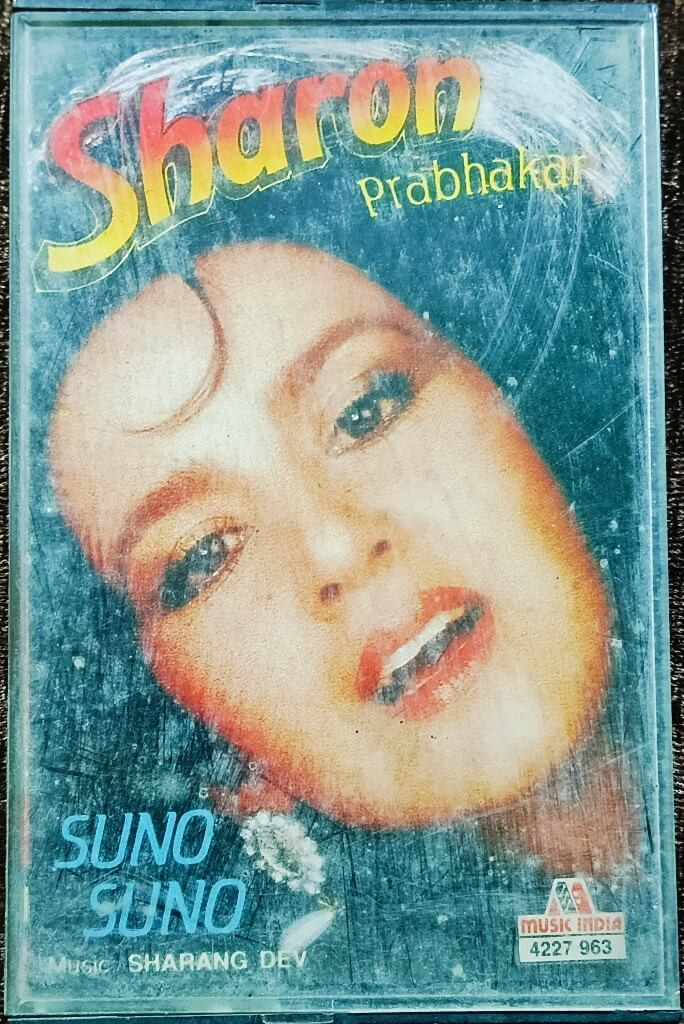 Sharon
Prabhakar
SUNO
SUNO
Music SHARANG DEV
MUSIC INDIA
4227 963